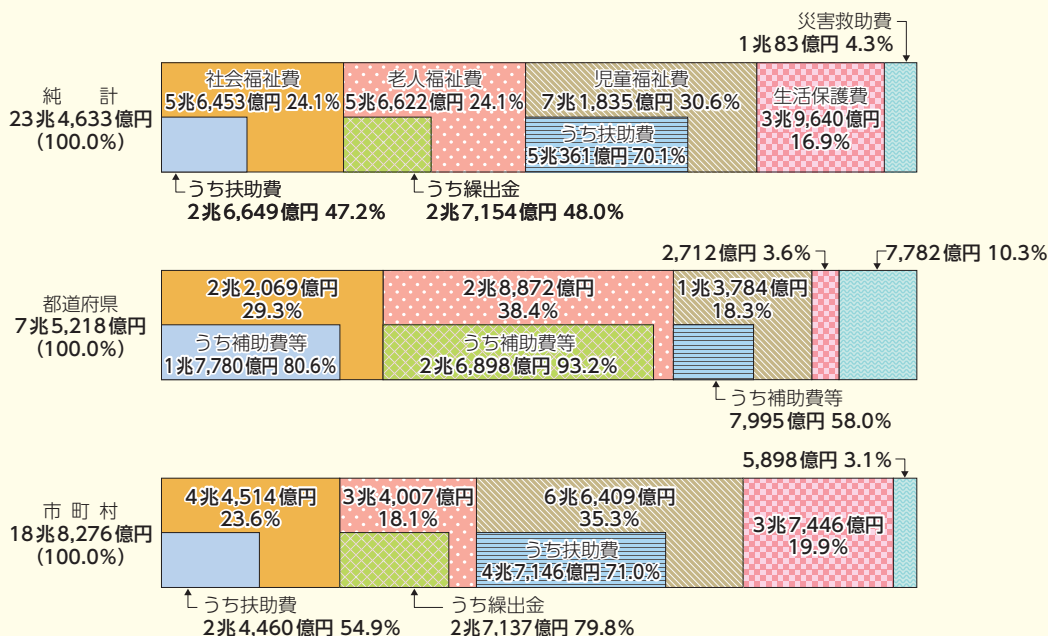 災害救助費
1兆83億円 4.3%
純計
23兆4,633億円
(100.0%)
社会福祉費
5兆6,453億円 24.1%
老人福祉費
5兆6,622億円 24.1%
児童福祉費
7兆1,835億円 30.6%
生活保護費
3兆9,640億円
16.9%
うち扶助費
5兆361億円 70.1%
うち扶助費
2兆6,649億円 47.2%
うち繰出金
2兆7,154億円 48.0%
2,712億円 3.6%
7,782億円 10.3%
都道府県
7兆5,218億円
(100.0%)
2兆2,069億円
29.3%
2兆8,872億円
38.4%
1兆3,784億円
18.3%
うち補助費等
1兆7,780億円 80.6%
うち補助費等
2兆6,898億円 93.2%
うち補助費等
7,995億円 58.0%
5,898億円 3.1%
市町村
18兆8,276億円
(100.0%)
4兆4,514億円
23.6%
3兆4,007億円
18.1%
6兆6,409億円
35.3%
3兆7,446億円
19.9%
うち扶助費
4兆7,146億円 71.0%
うち扶助費
2兆4,460億円 54.9%
うち繰出金
2兆7,137億円 79.8%